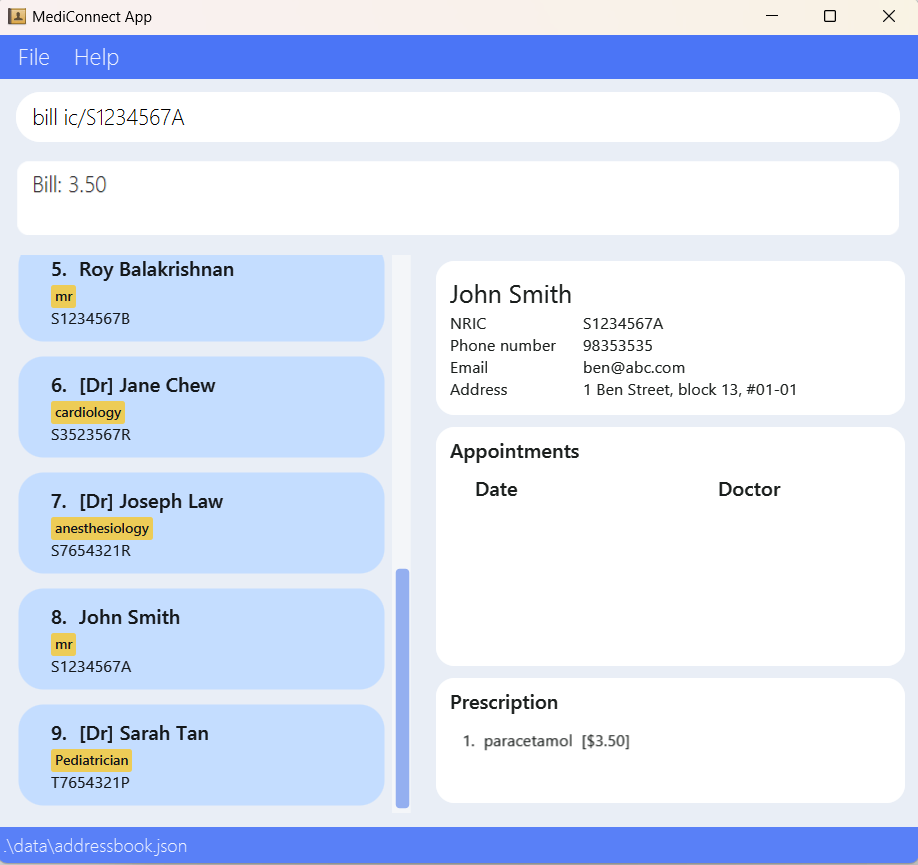 MediConnect App
File Help
bill ic/S1234567A
Bill: 3.50
5. Roy Balakrishnan
mr
S1234567B
6. [Dr] Jane Chew
cardiology
S3523567R
7. [Dr] Joseph Law
anesthesiology
S7654321R
8. John Smith
mr
S1234567A
9. [Dr] Sarah Tan
Pediatrician
T7654321P
John Smith
NRIC S1234567A
Phone number 98353535
Email ben@abc.com
Address 1 Ben Street, block 13, #01-01
Appointments
Date Doctor
Prescription
1. paracetamol [$3.50]
.\data\addressbook.json